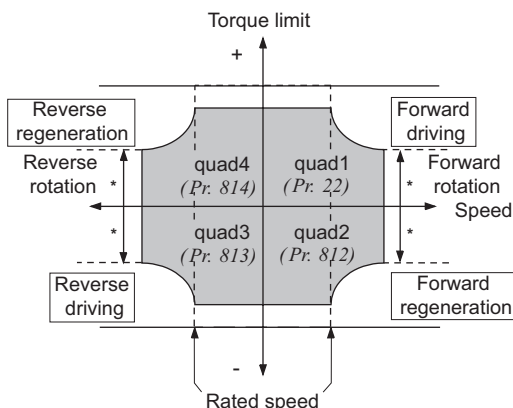 Torque limit
+
Reverse
regeneration
Forward
driving
Reverse
rotation
*
*
quad4
(Pr. 814)
quad1
(Pr. 22)
*
*
Forward
rotation
Speed
quad3
(Pr. 813)
quad2
(Pr. 812)
Reverse
driving
Forward
regeneration
-
Rated speed